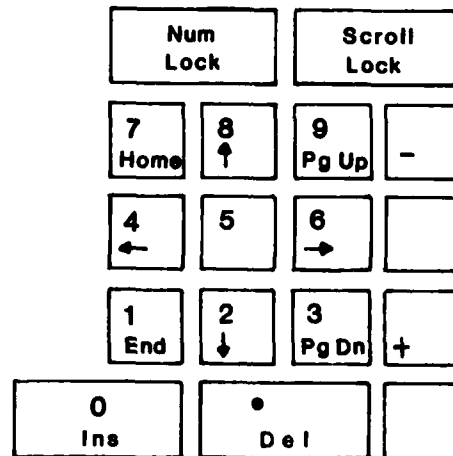 Num Lock
Scroll Lock
7 Home
8 ↑
9 Pg Up
-
4 ←
5
6 →
1 End
2 ↓
3 Pg Dn
+
0 Ins
• Del